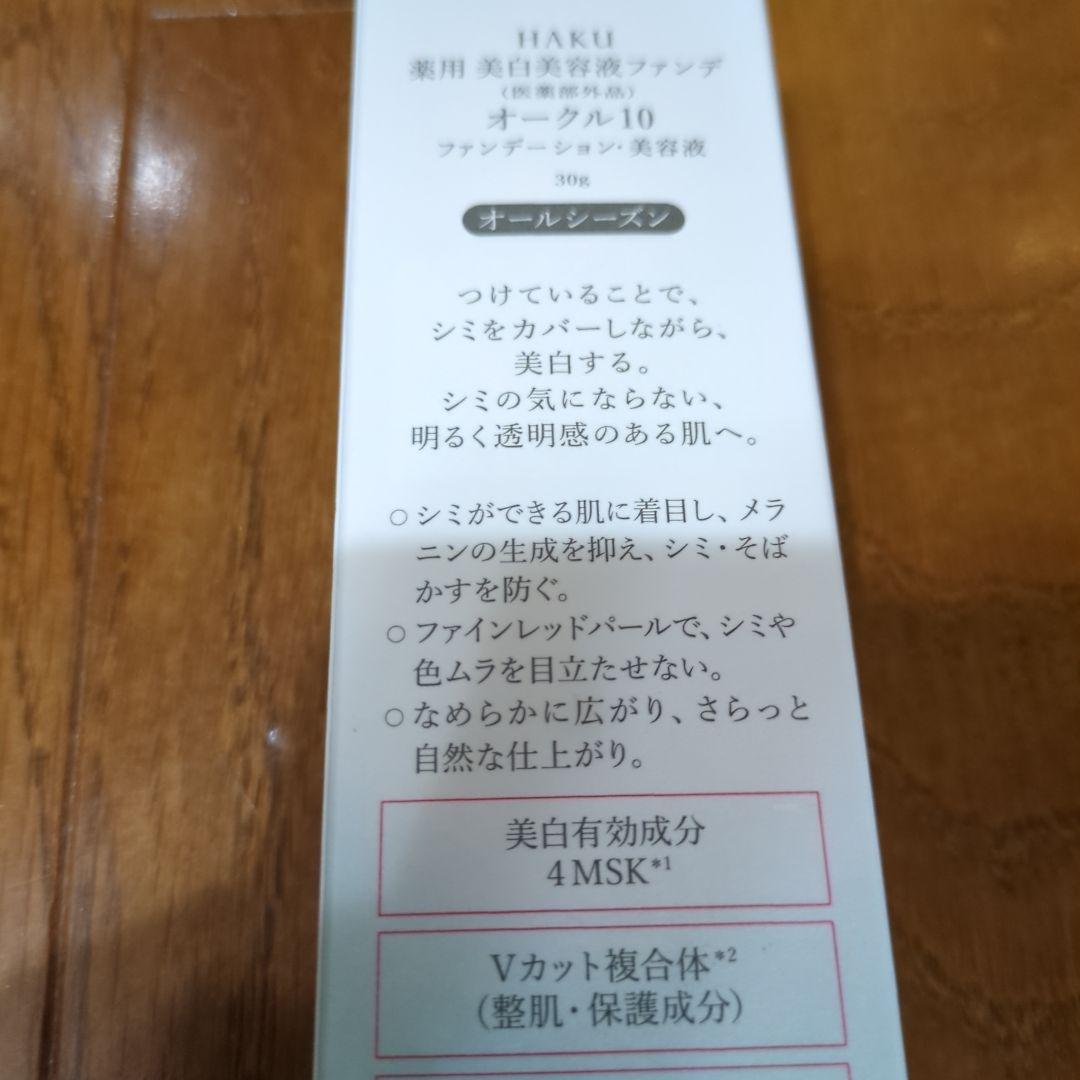 HAKU
薬用 美白美容液ファンデ
(医薬部外品)
オークル10
ファンデーション・美容液
30g
オールシーズン
つけていることで、
シミをカバーしながら、
美白する。
シミの気にならない、
明るく透明感のある肌へ。
○シミができる肌に着目し、メラ
ニンの生成を抑え、シミ・そば
かすを防ぐ。
○ファインレッドパールで、シミや
色ムラを目立たせない。
○なめらかに広がり、さらっと
自然な仕上がり。
美白有効成分
4MSK*1
Vカット複合体*2
(整肌・保護成分)